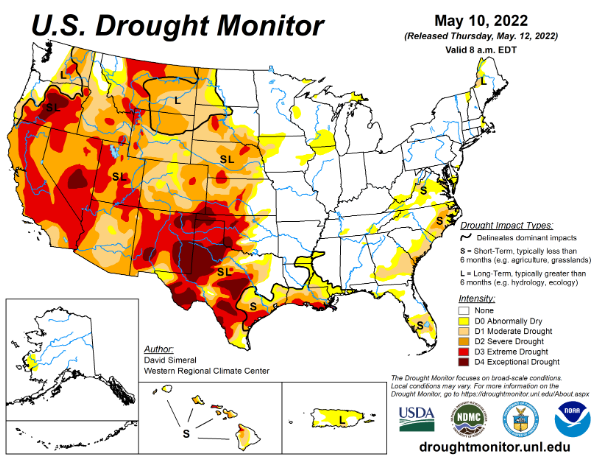 U.S. Drought Monitor
May 10, 2022
(Released Thursday, May. 12, 2022)
Valid 8 a.m. EDT
L
SL
L
L
SL
SL
S
S
SL
S
S
Drought Impact Types:
Delineates dominant impacts
S = Short-Term, typically less than
6 months (e.g. agriculture, grasslands)
L = Long-Term, typically greater than
6 months (e.g. hydrology, ecology)
Intensity:
None
D0 Abnormally Dry
D1 Moderate Drought
D2 Severe Drought
D3 Extreme Drought
D4 Exceptional Drought
Author:
David Simeral
Western Regional Climate Center
S
L
The Drought Monitor focuses on broad-scale conditions.
Local conditions may vary. For more information on the
Drought Monitor, go to https://droughtmonitor.unl.edu/About.aspx
USDA
NDMC
NOAA
droughtmonitor.unl.edu